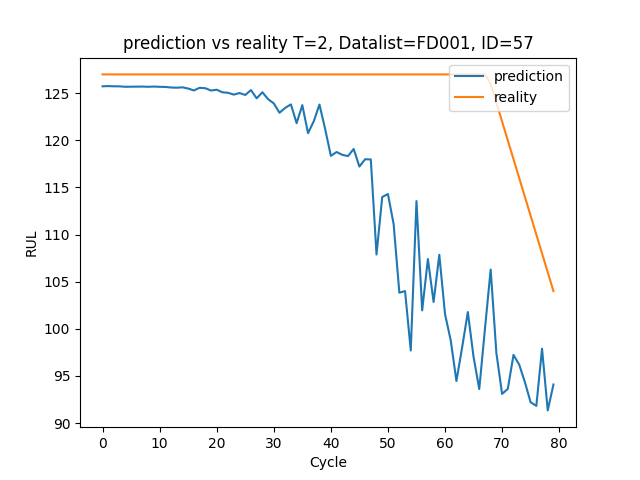 prediction vs reality T=2, Datalist=FD001, ID=57
prediction
reality
RUL
125
120
115
110
105
100
95
90
0 10 20 30 40 50 60 70 80
Cycle